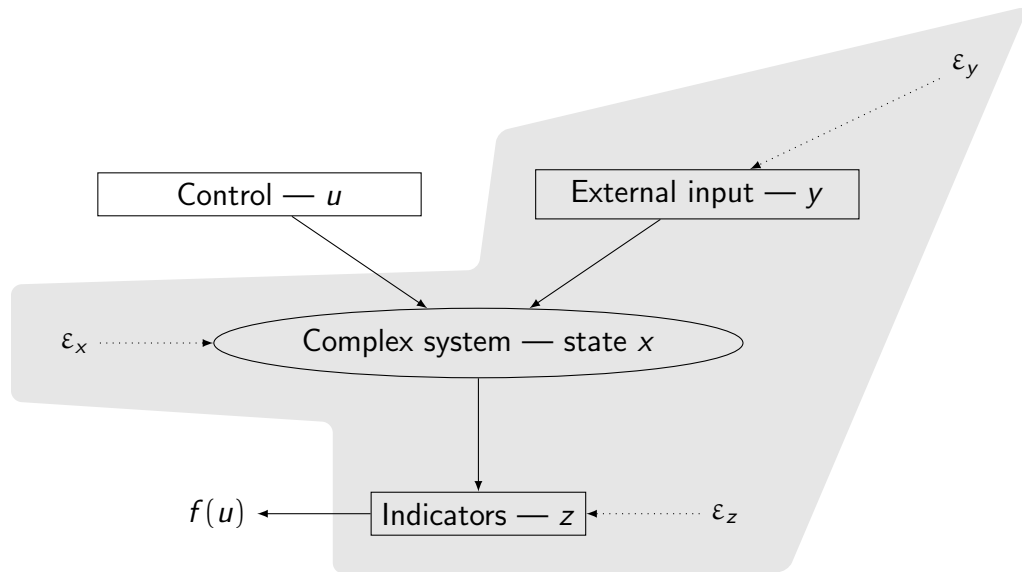 ε_y
Control — u
External input — y
ε_x
Complex system — state x
f(u)
Indicators — z
ε_z